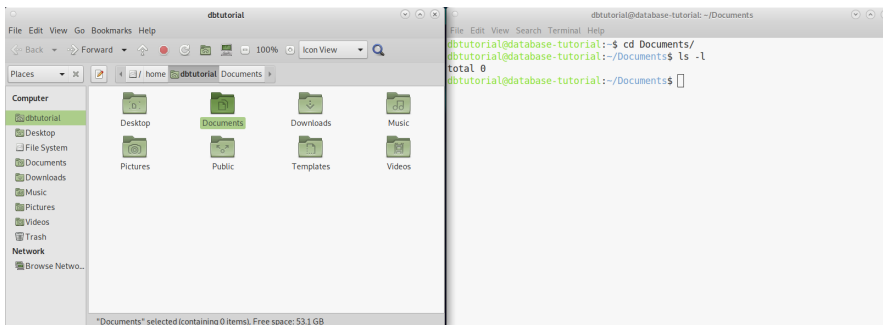 dbtutorial
File Edit View Go Bookmarks Help
Back Forward 100% Icon View
Places / home dbtutorial Documents
Computer
dbtutorial
Desktop
File System
Documents
Downloads
Music
Pictures
Videos
Trash
Network
Browse Netwo...
Desktop Documents Downloads Music
Pictures Public Templates Videos
"Documents" selected (containing 0 items), Free space: 53.1 GB
dbtutorial@database-tutorial: ~/Documents
File Edit View Search Terminal Help
dbtutorial@database-tutorial:~$ cd Documents/
dbtutorial@database-tutorial:~/Documents$ ls -l
total 0
dbtutorial@database-tutorial:~/Documents$